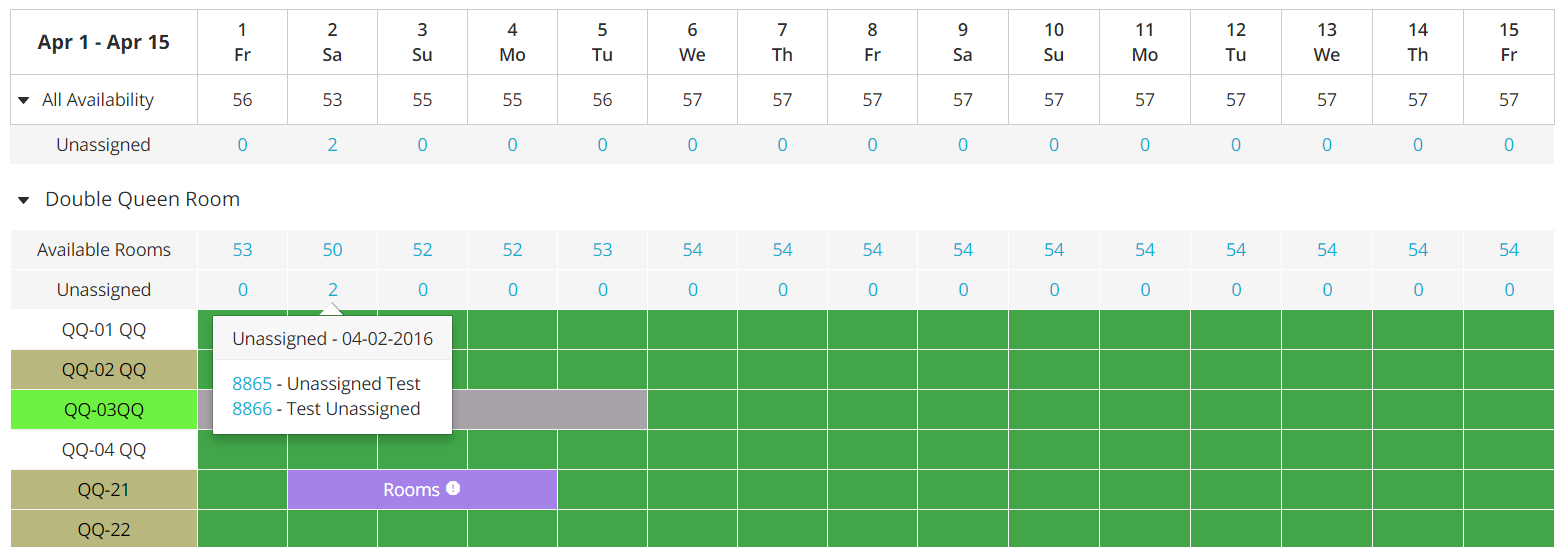 Apr 1 - Apr 15 1 2 3 4 5 6 7 8 9 10 11 12 13 14 15
Fr Sa Su Mo Tu We Th Fr Sa Su Mo Tu We Th Fr
All Availability 56 53 55 55 56 57 57 57 57 57 57 57 57 57 57
Unassigned 0 2 0 0 0 0 0 0 0 0 0 0 0 0 0
Double Queen Room
Available Rooms 53 50 52 52 53 54 54 54 54 54 54 54 54 54 54
Unassigned 0 2 0 0 0 0 0 0 0 0 0 0 0 0 0
QQ-01 QQ
Unassigned - 04-02-2016
QQ-02 QQ
8865 - Unassigned Test
QQ-03QQ
8866 - Test Unassigned
QQ-04 QQ
QQ-21 Rooms
QQ-22